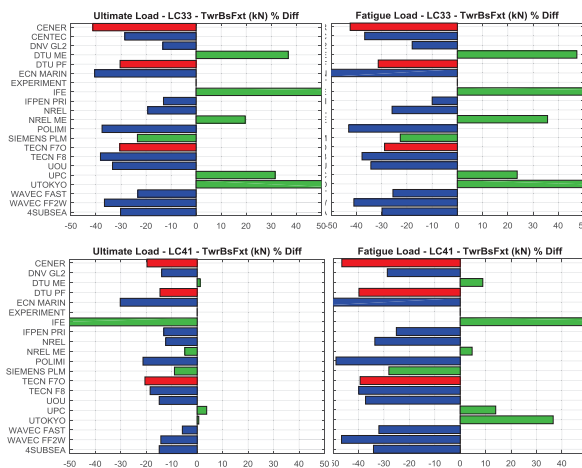 Ultimate Load - LC33 - TwrBsFxt (kN) % Diff
CENER
CENTEC
DNV GL2
DTU ME
DTU PF
ECN MARIN
EXPERIMENT
IFE
IFPEN PRI
NREL
NREL ME
POLIMI
SIEMENS PLM
TECN F7O
TECN F8
UOU
UPC
UTOKYO
WAVEC FAST
WAVEC FF2W
4SUBSEA
-50 -40 -30 -20 -10 0 10 20 30 40 50
Fatigue Load - LC33 - TwrBsFxt (kN) % Diff
-50 -40 -30 -20 -10 0 10 20 30 40 50
Ultimate Load - LC41 - TwrBsFxt (kN) % Diff
CENER
DNV GL2
DTU ME
DTU PF
ECN MARIN
EXPERIMENT
IFE
IFPEN PRI
NREL
NREL ME
POLIMI
SIEMENS PLM
TECN F7O
TECN F8
UOU
UPC
UTOKYO
WAVEC FAST
WAVEC FF2W
4SUBSEA
-50 -40 -30 -20 -10 0 10 20 30 40 50
Fatigue Load - LC41 - TwrBsFxt (kN) % Diff
-50 -40 -30 -20 -10 0 10 20 30 40